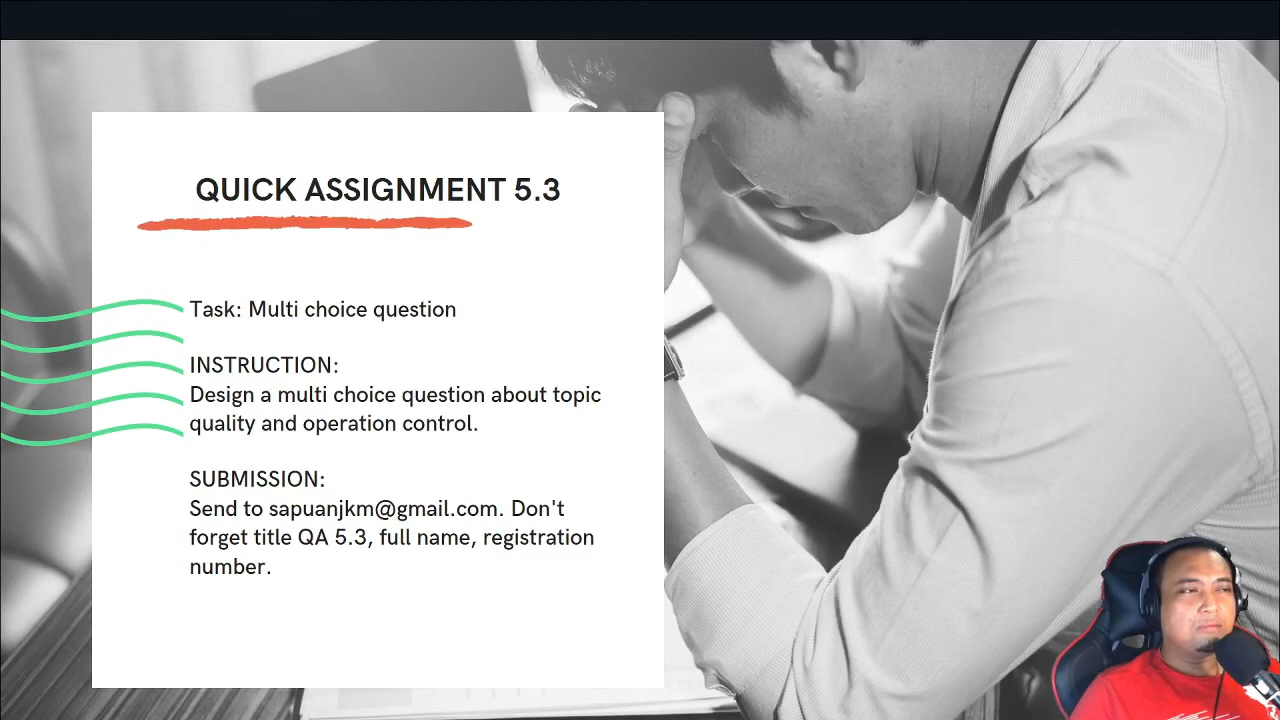 QUICK ASSIGNMENT 5.3
Task: Multi choice question
INSTRUCTION:
Design a multi choice question about topic
quality and operation control.
SUBMISSION:
Send to sapuanjkm@gmail.com. Don't
forget title QA 5.3, full name, registration
number.